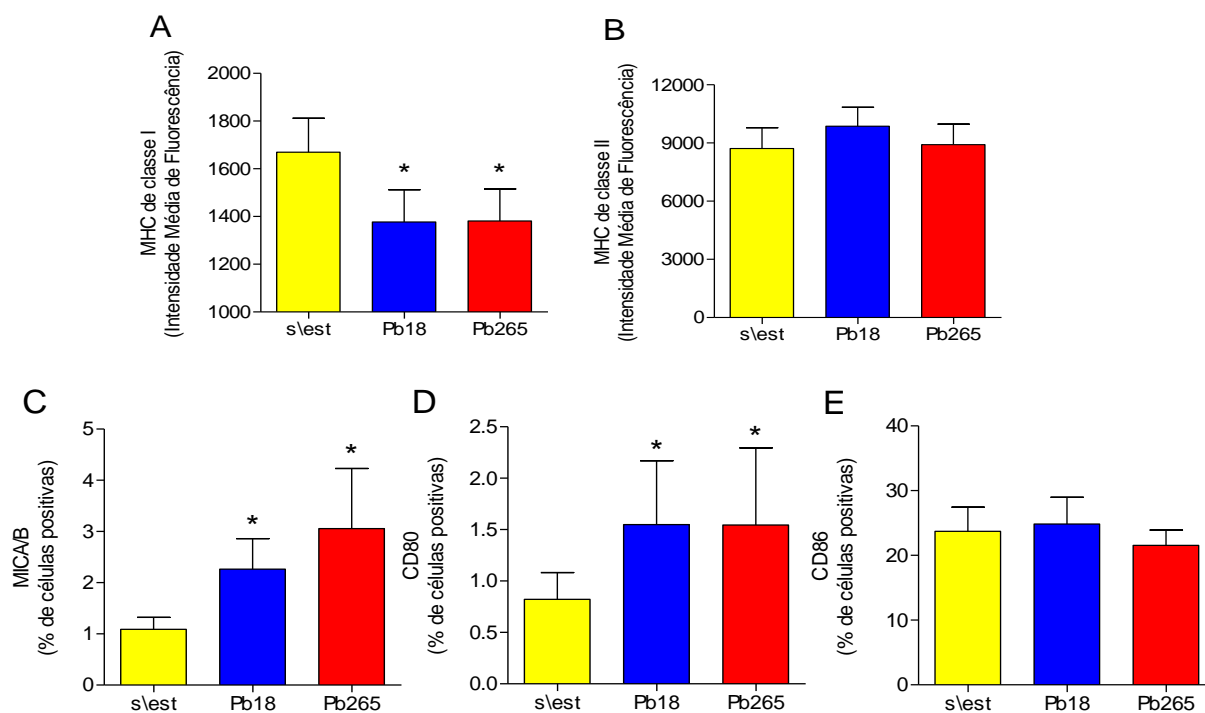 A
MHC de classe I
(Intensidade Média de Fluorescência)
2000
1800
1600
1400
1200
1000
*
*
s\est
Pb18
Pb265
B
MHC de classe II
(Intensidade Média de Fluorescência)
12000
9000
6000
3000
0
s\est
Pb18
Pb265
C
MICA/B
(% de células positivas)
5
4
3
2
1
0
*
*
s\est
Pb18
Pb265
D
CD80
(% de células positivas)
2.5
2.0
1.5
1.0
0.5
0.0
*
*
s\est
Pb18
Pb265
E
CD86
(% de células positivas)
40
30
20
10
0
s\est
Pb18
Pb265